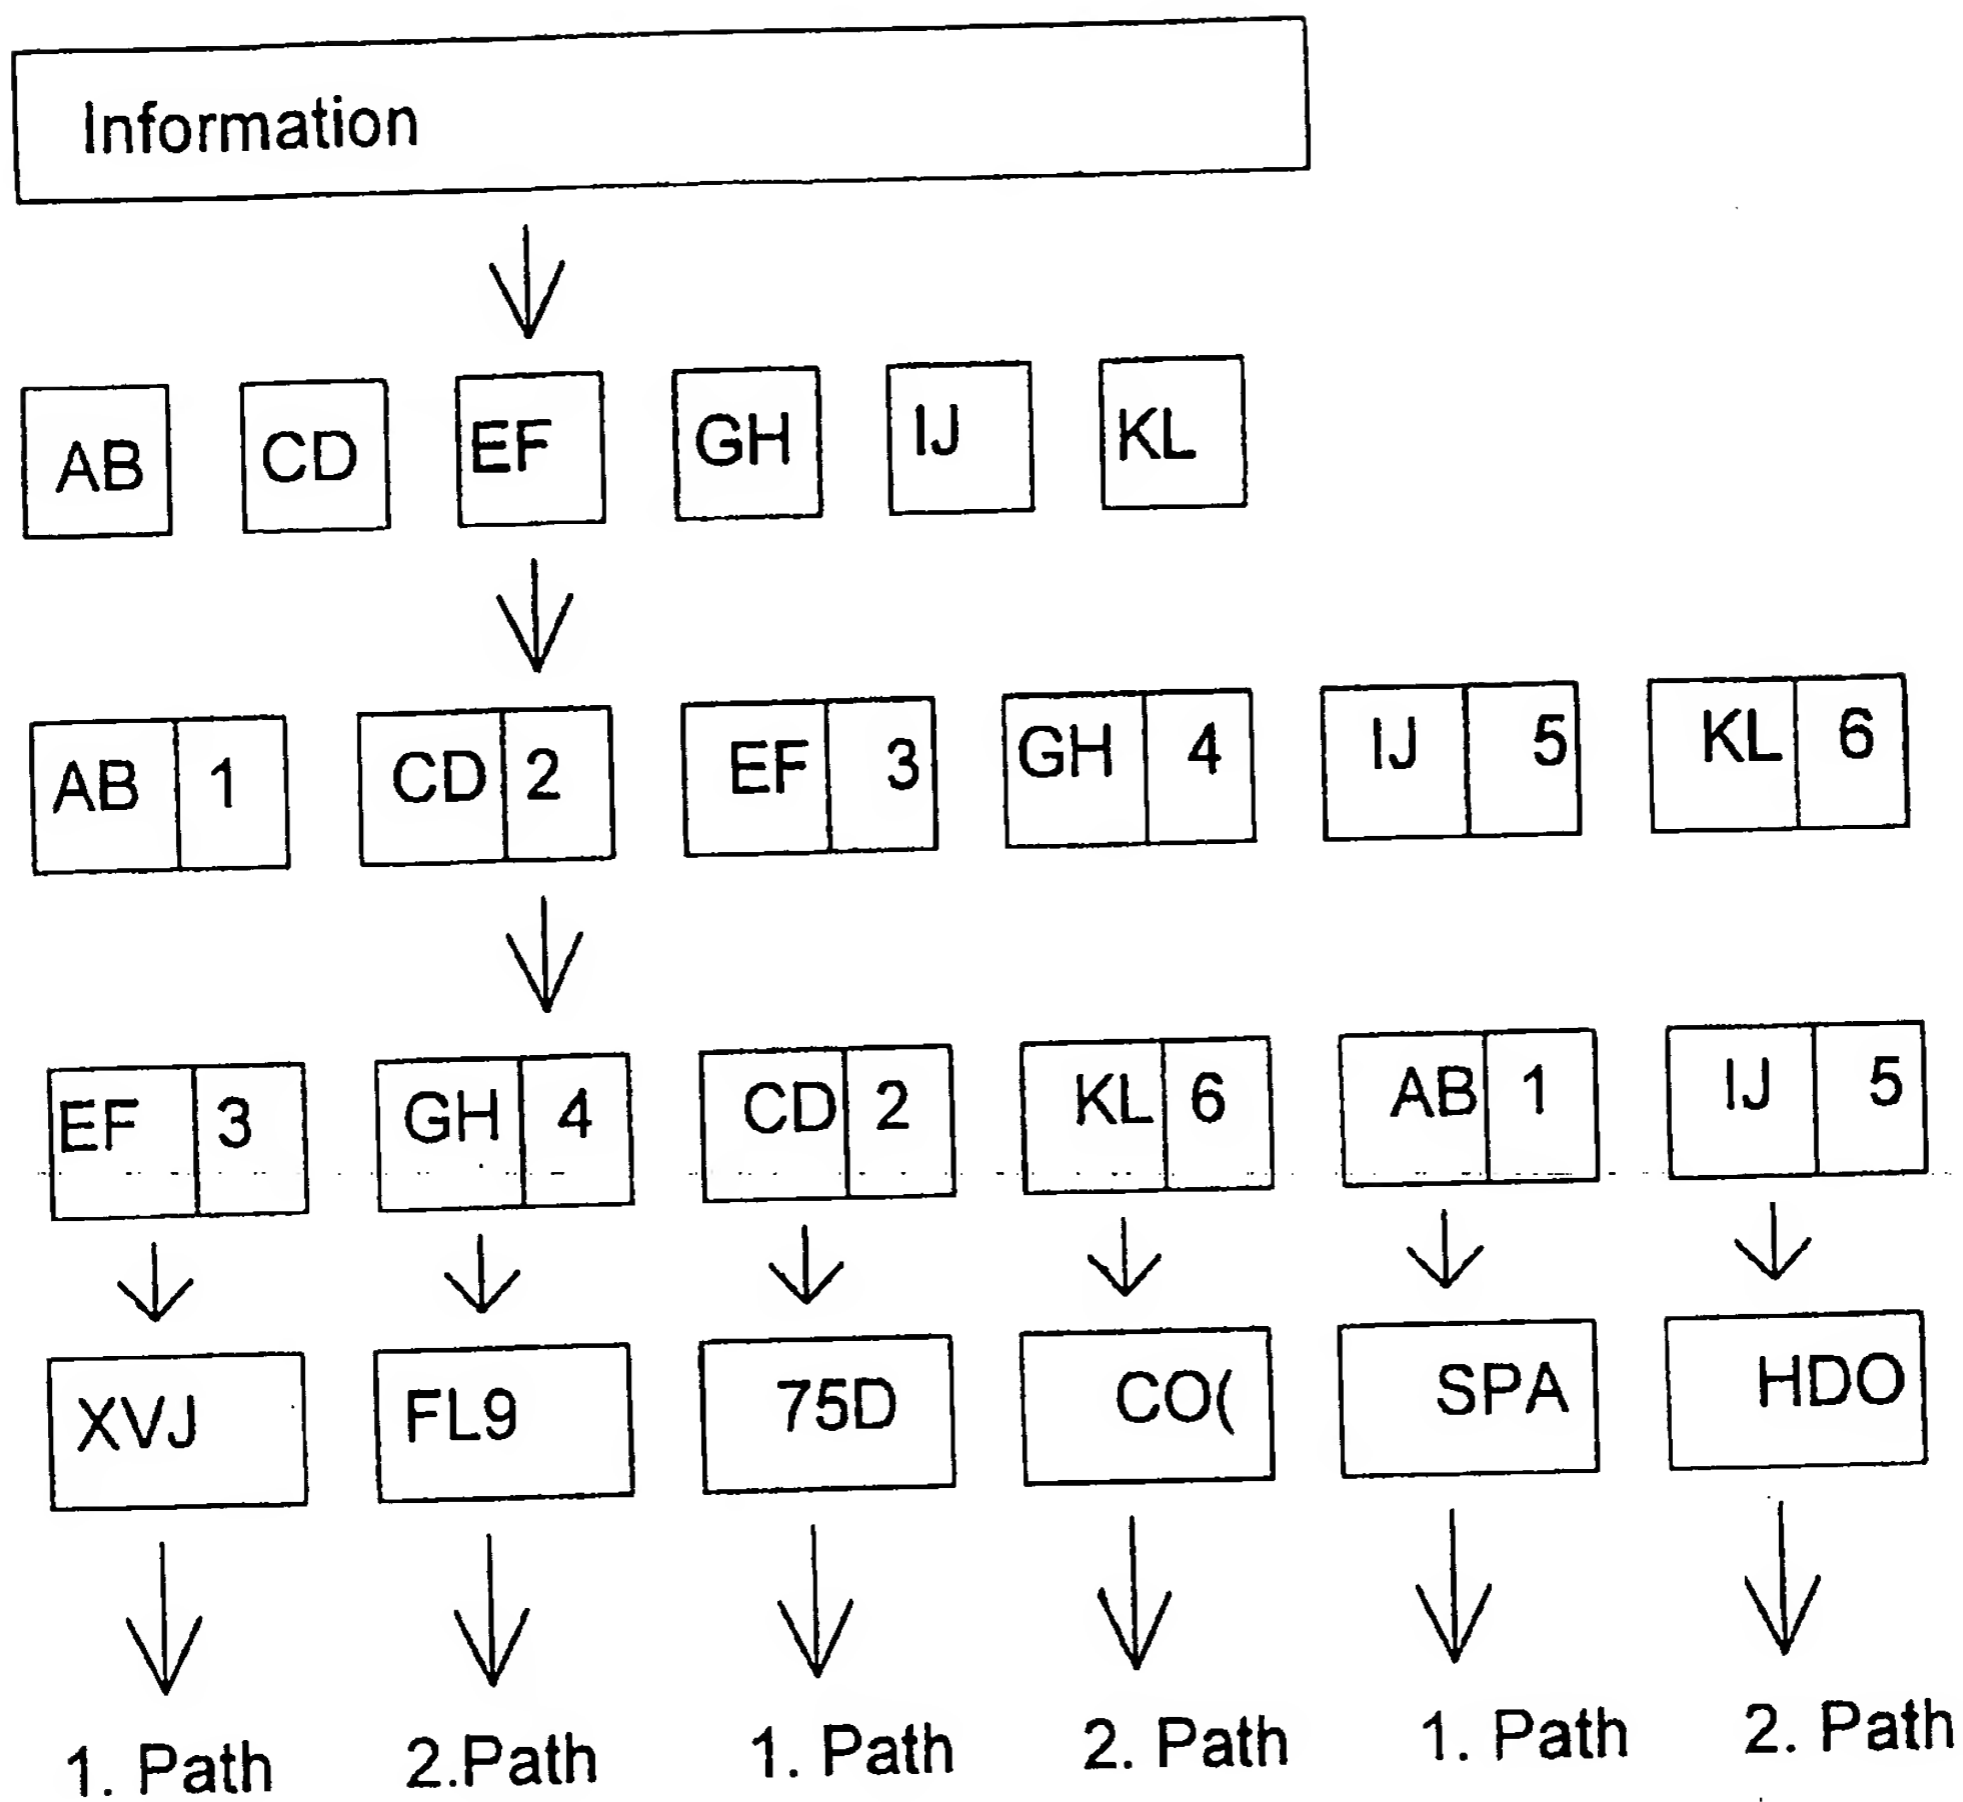 Information
AB CD EF GH IJ KL
AB 1 CD 2 EF 3 GH 4 IJ 5 KL 6
EF 3 GH 4 CD 2 KL 6 AB 1 IJ 5
XVJ FL9 75D CO( SPA HDO
1. Path 2.Path 1. Path 2. Path 1. Path 2. Path